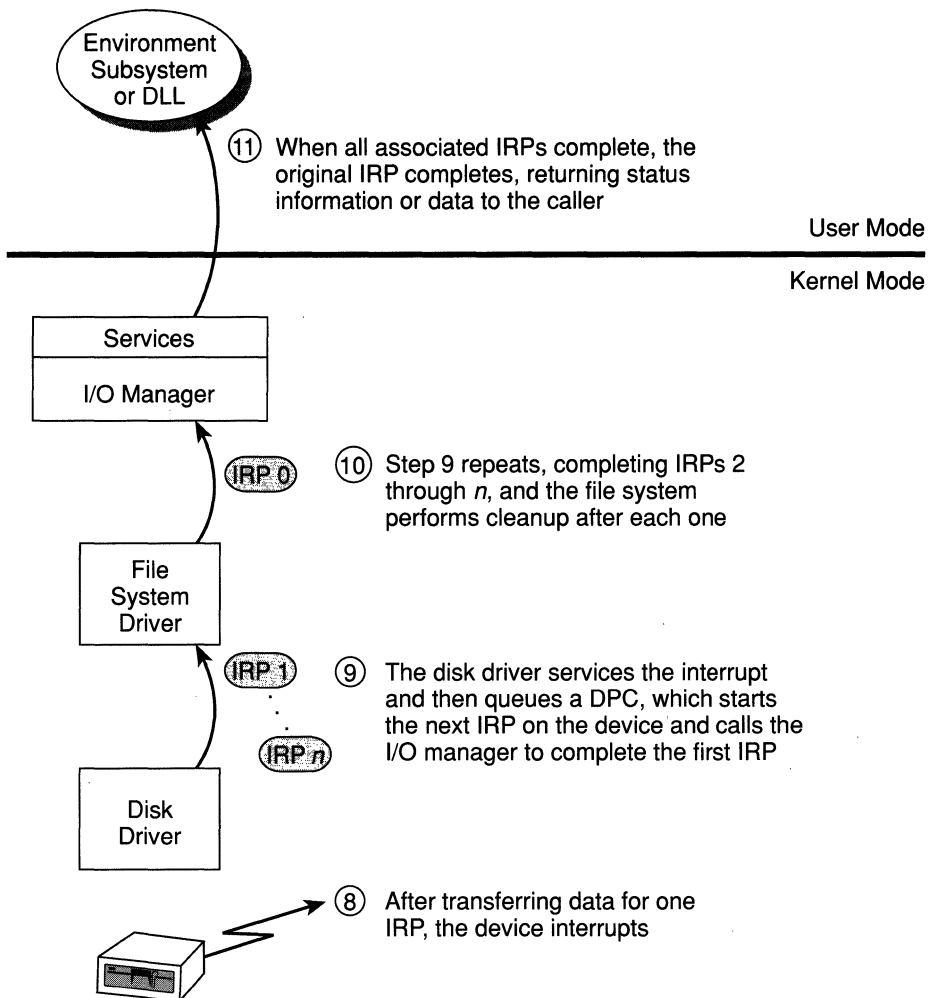 Environment
Subsystem
or DLL
⑪ When all associated IRPs complete, the
original IRP completes, returning status
information or data to the caller
User Mode
Kernel Mode
Services
I/O Manager
IRP 0
⑩ Step 9 repeats, completing IRPs 2
through n, and the file system
performs cleanup after each one
File
System
Driver
IRP 1
IRP n
⑨ The disk driver services the interrupt
and then queues a DPC, which starts
the next IRP on the device and calls the
I/O manager to complete the first IRP
Disk
Driver
⑧ After transferring data for one
IRP, the device interrupts